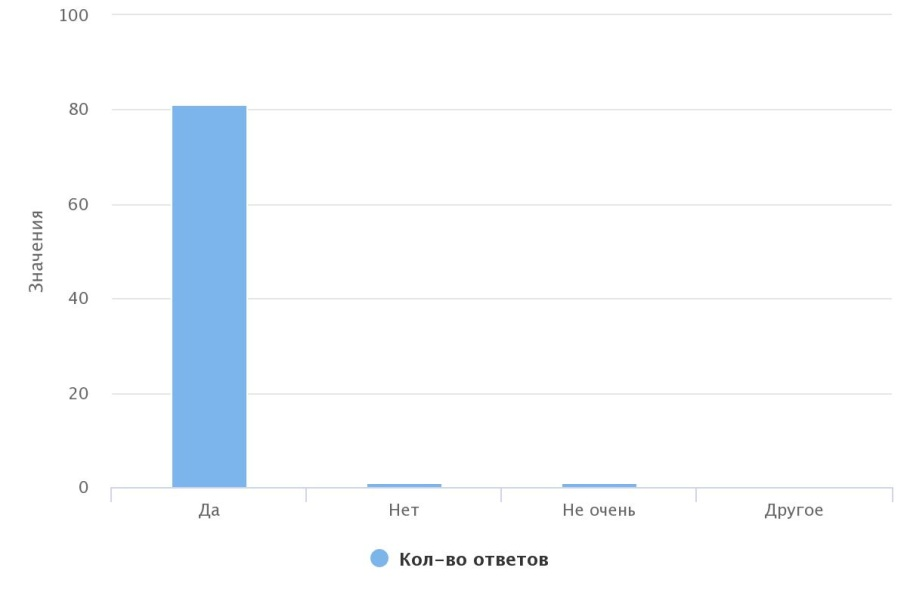 100
80
60
40
20
0
Значения
Да
Нет
Не очень
Другое
Кол-во ответов